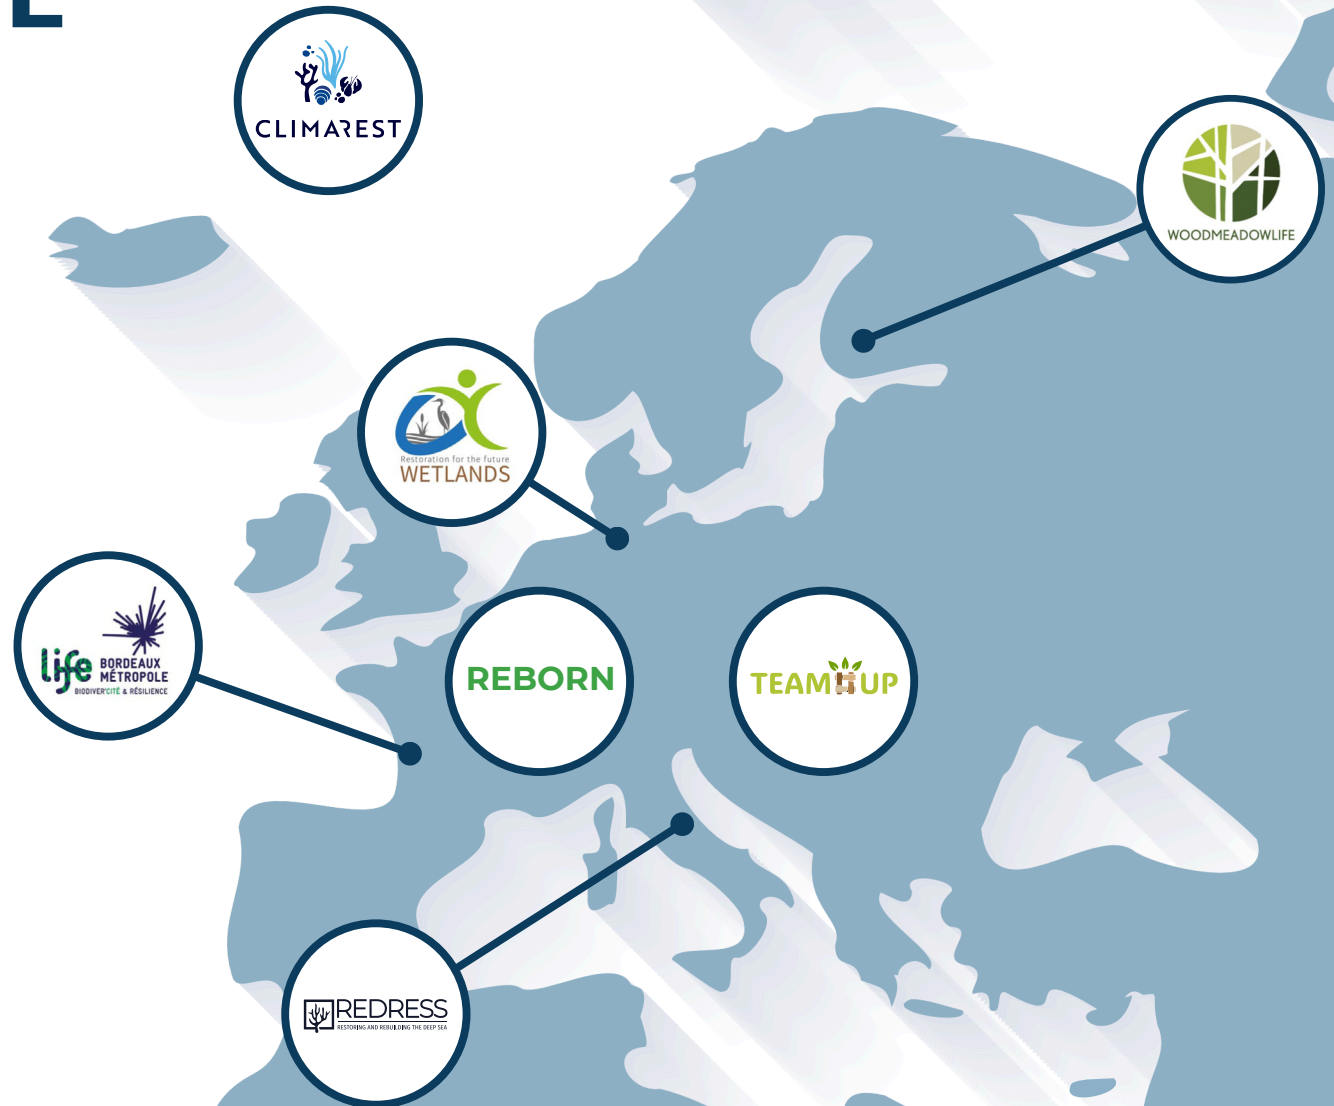 CLIMAREST
WOODMEADOWLIFE
Restoration for the future
WETLANDS
life BORDEAUX
MÉTROPOLE
BIODIVER'CITÉ & RÉSILIENCE
REBORN
TEAM UP
REDRESS
RESTORING AND REBUILDING THE DEEP SEA